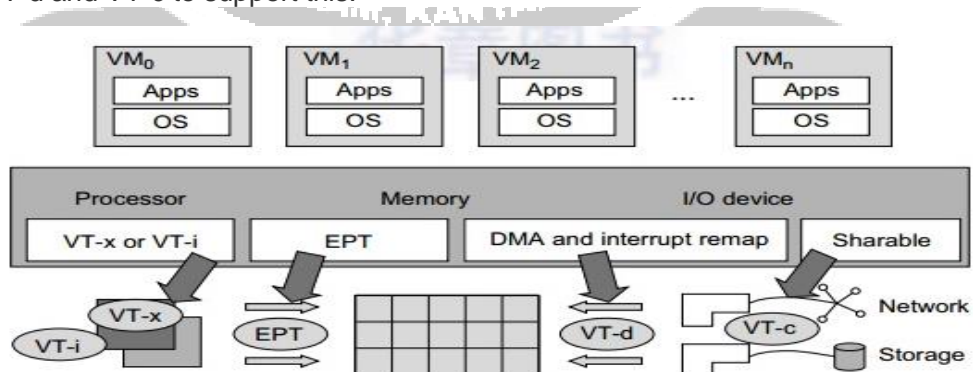 VM0 VM1 VM2 VMn
Apps Apps Apps Apps
...
OS OS OS OS
Processor Memory I/O device
VT-x or VT-i EPT DMA and interrupt remap Sharable
VT-x
VT-i
EPT
VT-d
VT-c
Network
Storage